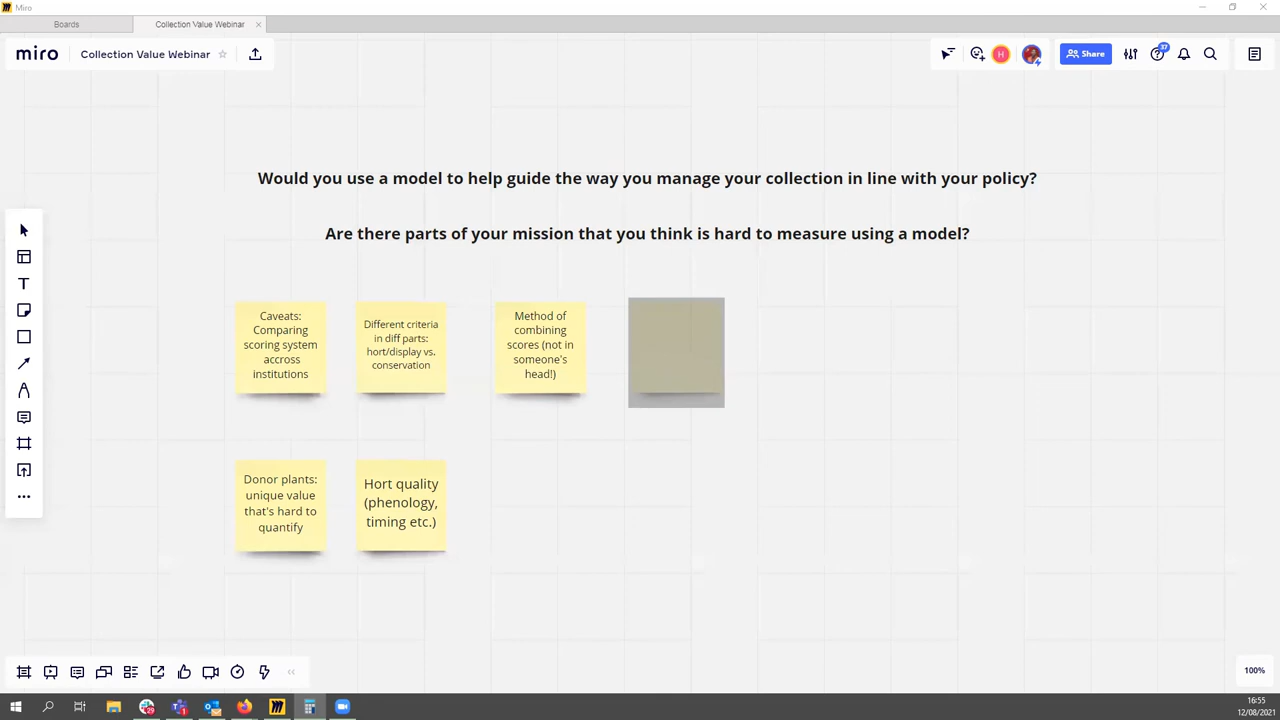 Miro
Boards
Collection Value Webinar
miro
Collection Value Webinar
H
Share
37
Would you use a model to help guide the way you manage your collection in line with your policy?
Are there parts of your mission that you think is hard to measure using a model?
Caveats:
Comparing
scoring system
accross
institutions
Different criteria
in diff parts:
hort/display vs.
conservation
Method of
combining
scores (not in
someone's
head!)
Donor plants:
unique value
that's hard to
quantify
Hort quality
(phenology,
timing etc.)
T
100%
29
16:55
12/08/2021